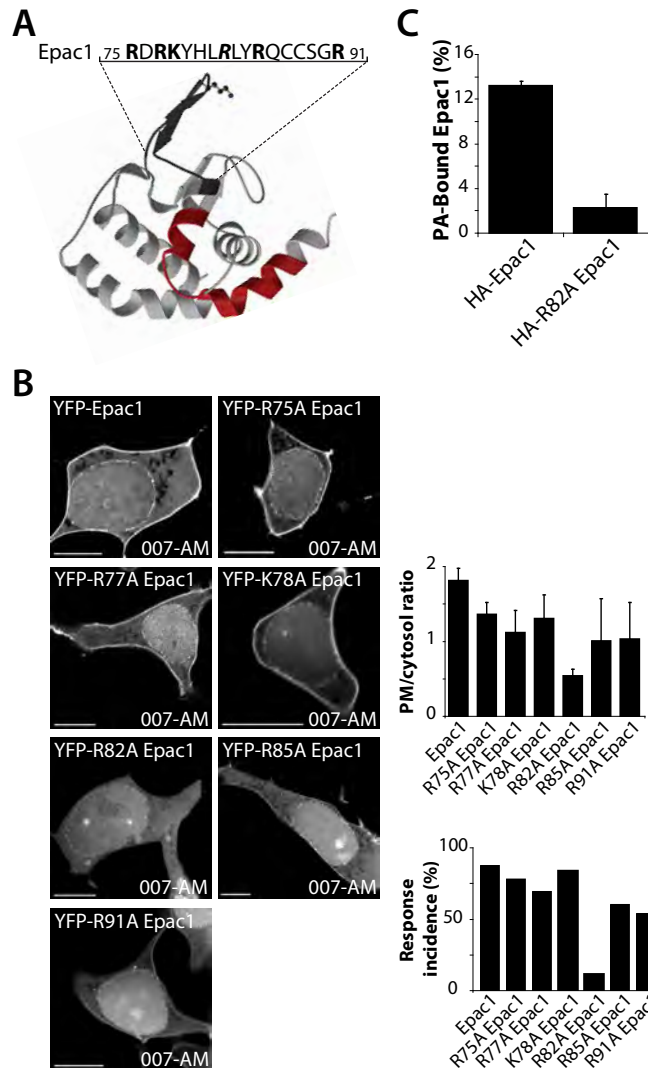 A
Epac1 75 RDRKYHLRLYRQCCSGR 91
C
PA-Bound Epac1 (%)
16
12
8
4
0
HA-Epac1
HA-R82A Epac1
B
YFP-Epac1
007-AM
YFP-R75A Epac1
007-AM
YFP-R77A Epac1
007-AM
YFP-K78A Epac1
007-AM
YFP-R82A Epac1
007-AM
YFP-R85A Epac1
007-AM
YFP-R91A Epac1
007-AM
PM/cytosol ratio
2
1
0
Epac1
R75A Epac1
R77A Epac1
K78A Epac1
R82A Epac1
R85A Epac1
R91A Epac1
Response
incidence (%)
100
50
0
Epac1
R75A Epac1
R77A Epac1
K78A Epac1
R82A Epac1
R85A Epac1
R91A Epac1